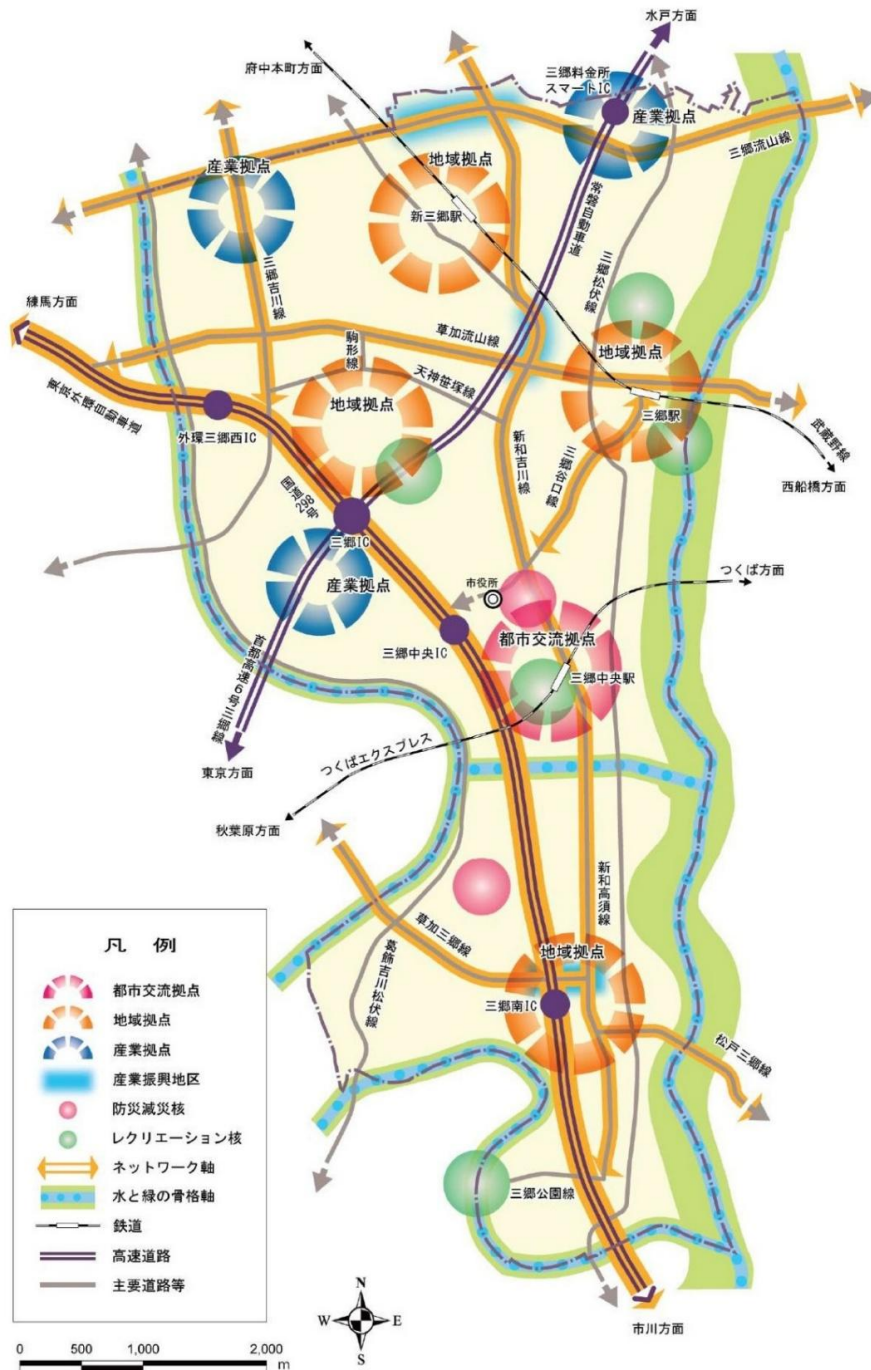 水戸方面
府中本町方面
三郷料金所
スマートIC
産業拠点
三郷流山線
産業拠点
地域拠点
新三郷駅
常磐自動車道
三郷松伏線
三郷吉川線
練馬方面
駒形線
草加流山線
天神笹塚線
地域拠点
三郷駅
武蔵野線
西船橋方面
東京外環自動車道
外環三郷西IC
地域拠点
新和吉川線
三郷谷口線
国道298号
三郷IC
産業拠点
市役所
つくば方面
都市交流拠点
三郷中央IC
三郷中央駅
首都高速6号三郷線
東京方面
つくばエクスプレス
秋葉原方面
新和高須線
草加三郷線
葛飾吉川松伏線
地域拠点
三郷南IC
松戸三郷線
三郷公園線
市川方面
凡 例
都市交流拠点
地域拠点
産業拠点
産業振興地区
防災減災核
レクリエーション核
ネットワーク軸
水と緑の骨格軸
鉄道
高速道路
主要道路等
N
W E
S
0 500 1,000 2,000
m